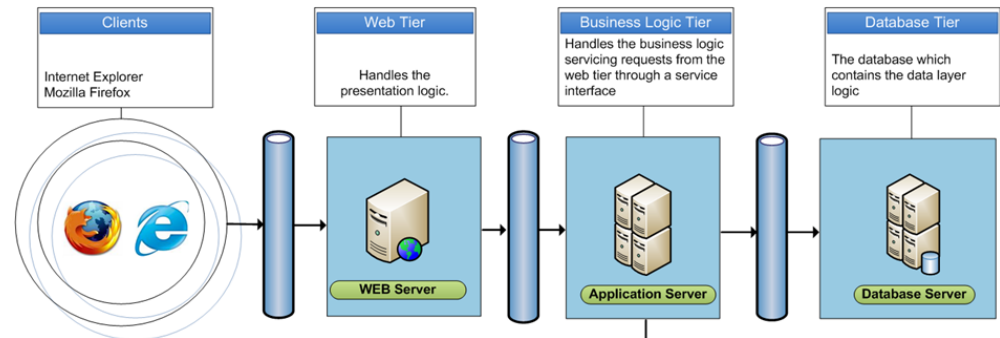 Clients
Internet Explorer
Mozilla Firefox
Web Tier
Handles the
presentation logic.
Business Logic Tier
Handles the business logic
servicing requests from the
web tier through a service
interface
Database Tier
The database which
contains the data layer
logic
WEB Server
Application Server
Database Server